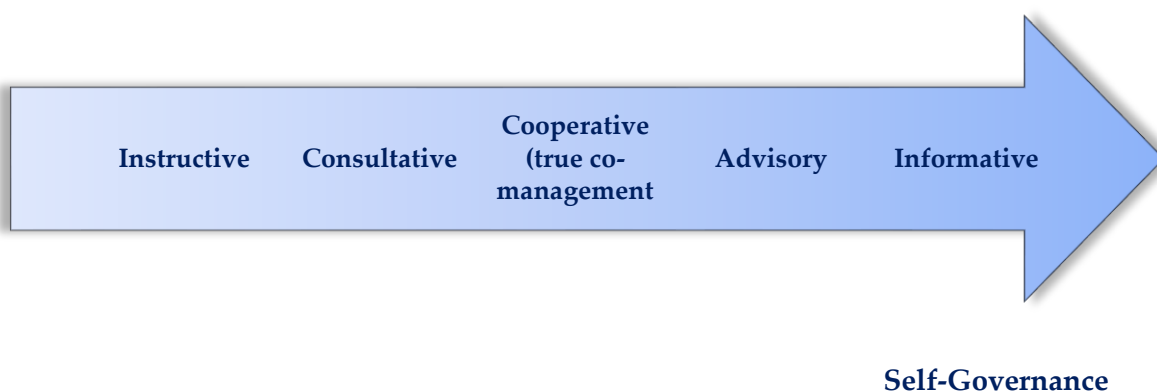 Instructive
Consultative
Cooperative
(true co-
management
Advisory
Informative
Self-Governance